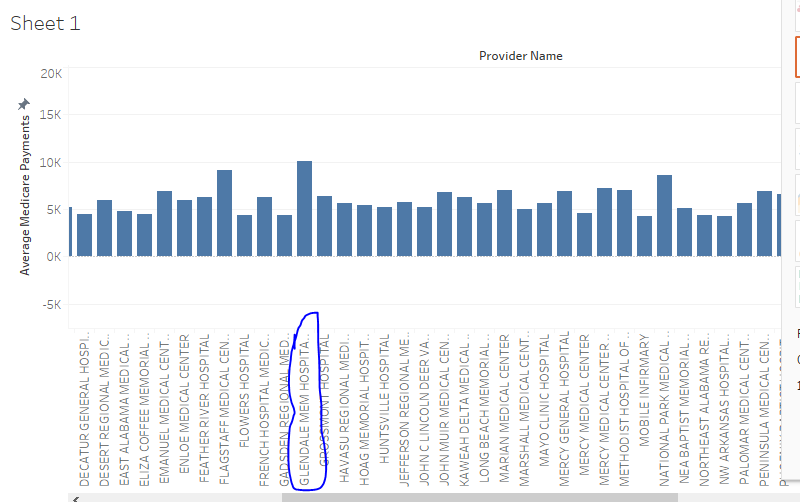 Sheet 1
Provider Name
20K
15K
10K
5K
0K
-5K
Average Medicare Payments
DECATUR GENERAL HOSPI..
DESERT REGIONAL MEDIC..
EAST ALABAMA MEDICAL ..
ELIZA COFFEE MEMORIAL ..
EMANUEL MEDICAL CENT..
ENLOE MEDICAL CENTER
FEATHER RIVER HOSPITAL
FLAGSTAFF MEDICAL CEN..
FLOWERS HOSPITAL
FRENCH HOSPITAL MEDIC..
GADSDEN REGIONAL MED..
GLENDALE MEM HOSPITA..
GROSSMONT HOSPITAL
HAVASU REGIONAL MEDI..
HOAG MEMORIAL HOSPIT..
HUNTSVILLE HOSPITAL
JEFFERSON REGIONAL ME..
JOHN C LINCOLN DEER VA..
JOHN MUIR MEDICAL CEN..
KAWEAH DELTA MEDICAL ..
LONG BEACH MEMORIAL ..
MARIAN MEDICAL CENTER
MARSHALL MEDICAL CENT..
MAYO CLINIC HOSPITAL
MERCY GENERAL HOSPITAL
MERCY MEDICAL CENTER
MERCY MEDICAL CENTER ..
METHODIST HOSPITAL OF ..
MOBILE INFIRMARY
NATIONAL PARK MEDICAL ..
NEA BAPTIST MEMORIAL ..
NORTHEAST ALABAMA RE..
NW ARKANSAS HOSPITAL..
PALOMAR MEDICAL CENT..
PENINSULA MEDICAL CEN..